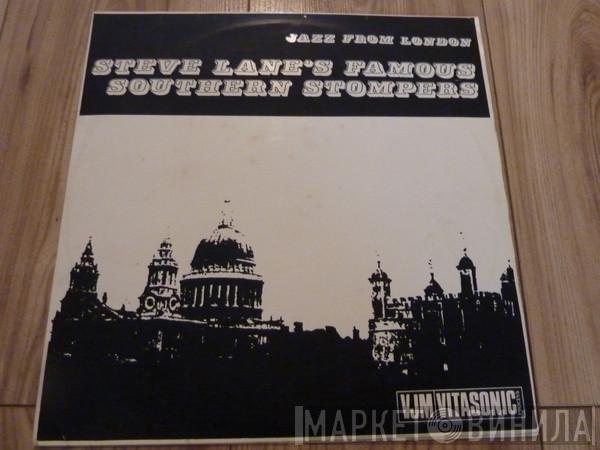 JAZZ FROM LONDON
STEVE LANE'S FAMOUS
SOUTHERN STOMPERS
VJM VITASONIC
МАРКЕТ ВИНИЛА